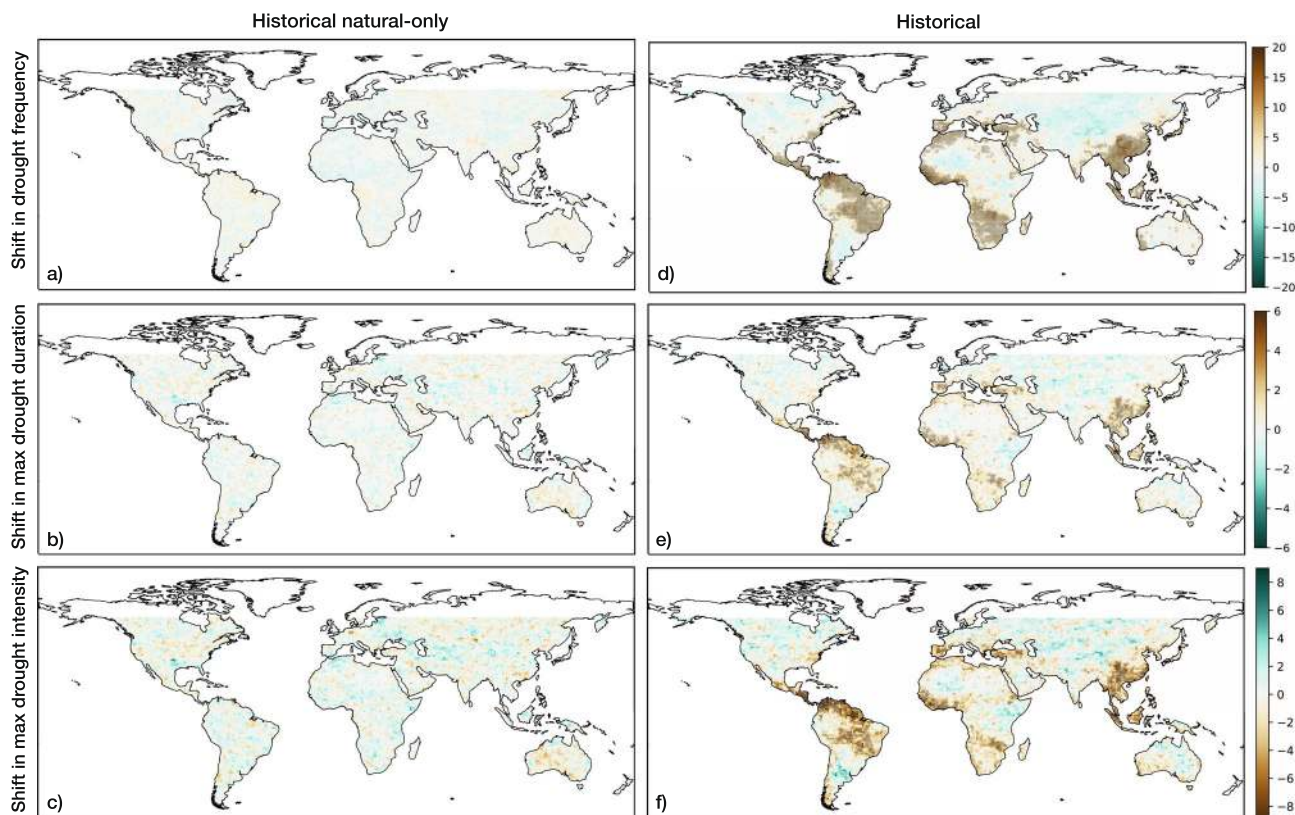 Historical natural-only
Historical
Shift in drought frequency
a)
d)
20
15
10
5
0
−5
−10
−15
−20
Shift in max drought duration
b)
e)
6
4
2
0
−2
−4
−6
Shift in max drought intensity
c)
f)
8
6
4
2
0
−2
−4
−6
−8